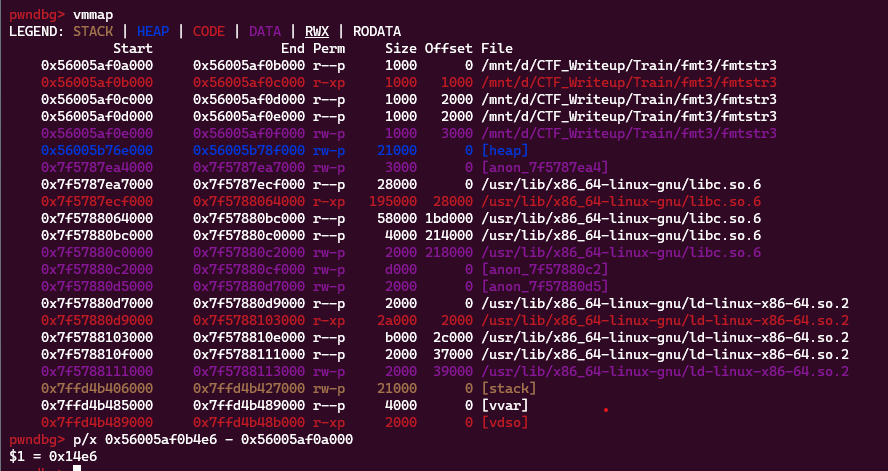 pwndbg> vmmap
LEGEND: STACK | HEAP | CODE | DATA | RWX | RODATA
Start End Perm Size Offset File
0x56005af0a000 0x56005af0b000 r--p 1000 0 /mnt/d/CTF_Writeup/Train/fmt3/fmtstr3
0x56005af0b000 0x56005af0c000 r-xp 1000 1000 /mnt/d/CTF_Writeup/Train/fmt3/fmtstr3
0x56005af0c000 0x56005af0d000 r--p 1000 2000 /mnt/d/CTF_Writeup/Train/fmt3/fmtstr3
0x56005af0d000 0x56005af0e000 r--p 1000 2000 /mnt/d/CTF_Writeup/Train/fmt3/fmtstr3
0x56005af0e000 0x56005af0f000 rw-p 1000 3000 /mnt/d/CTF_Writeup/Train/fmt3/fmtstr3
0x56005b76e000 0x56005b78f000 rw-p 21000 0 [heap]
0x7f5787ea4000 0x7f5787ea7000 rw-p 3000 0 [anon_7f5787ea4]
0x7f5787ea7000 0x7f5787ecf000 r--p 28000 0 /usr/lib/x86_64-linux-gnu/libc.so.6
0x7f5787ecf000 0x7f5788064000 r-xp 195000 28000 /usr/lib/x86_64-linux-gnu/libc.so.6
0x7f5788064000 0x7f57880bc000 r--p 58000 1bd000 /usr/lib/x86_64-linux-gnu/libc.so.6
0x7f57880bc000 0x7f57880c0000 r--p 4000 214000 /usr/lib/x86_64-linux-gnu/libc.so.6
0x7f57880c0000 0x7f57880c2000 rw-p 2000 218000 /usr/lib/x86_64-linux-gnu/libc.so.6
0x7f57880c2000 0x7f57880cf000 rw-p d000 0 [anon_7f57880c2]
0x7f57880d5000 0x7f57880d7000 rw-p 2000 0 [anon_7f57880d5]
0x7f57880d7000 0x7f57880d9000 r--p 2000 0 /usr/lib/x86_64-linux-gnu/ld-linux-x86-64.so.2
0x7f57880d9000 0x7f5788103000 r-xp 2a000 2000 /usr/lib/x86_64-linux-gnu/ld-linux-x86-64.so.2
0x7f5788103000 0x7f578810e000 r--p b000 2c000 /usr/lib/x86_64-linux-gnu/ld-linux-x86-64.so.2
0x7f578810f000 0x7f5788111000 r--p 2000 37000 /usr/lib/x86_64-linux-gnu/ld-linux-x86-64.so.2
0x7f5788111000 0x7f5788113000 rw-p 2000 39000 /usr/lib/x86_64-linux-gnu/ld-linux-x86-64.so.2
0x7ffd4b406000 0x7ffd4b427000 rw-p 21000 0 [stack]
0x7ffd4b485000 0x7ffd4b489000 r--p 4000 0 [vvar]
0x7ffd4b489000 0x7ffd4b48b000 r-xp 2000 0 [vdso]
pwndbg> p/x 0x56005af0b4e6 - 0x56005af0a000
$1 = 0x14e6
pwndbg>